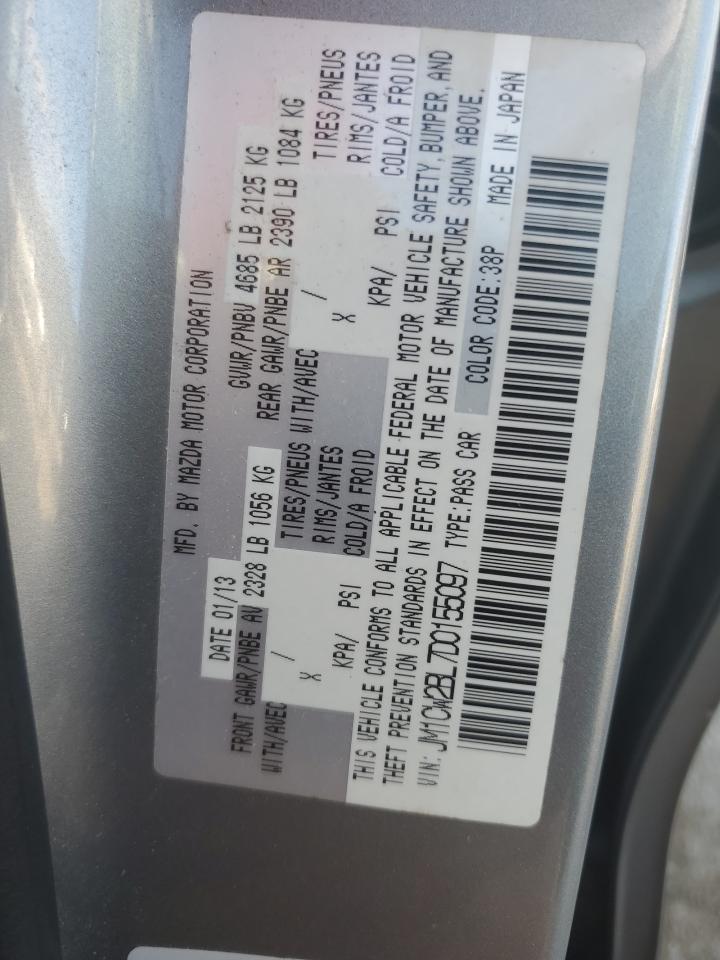 MFD. BY MAZDA MOTOR CORPORATION
DATE 01/13 GVWR/PNBV 4685 LB 2125 KG
FRONT GAWR/PNBE AV 2328 LB 1056 KG REAR GAWR/PNBE AR 2390 LB 1084 KG
WITH/AVEC / TIRES/PNEUS WITH/AVEC / TIRES/PNEUS
X RIMS/JANTES X RIMS/JANTES
KPA/ PSI COLD/A FROID KPA/ PSI COLD/A FROID
THIS VEHICLE CONFORMS TO ALL APPLICABLE FEDERAL MOTOR VEHICLE SAFETY, BUMPER, AND
THEFT PREVENTION STANDARDS IN EFFECT ON THE DATE OF MANUFACTURE SHOWN ABOVE.
VIN: JM1CW2BL7D0155097 TYPE:PASS CAR COLOR CODE:38P MADE IN JAPAN